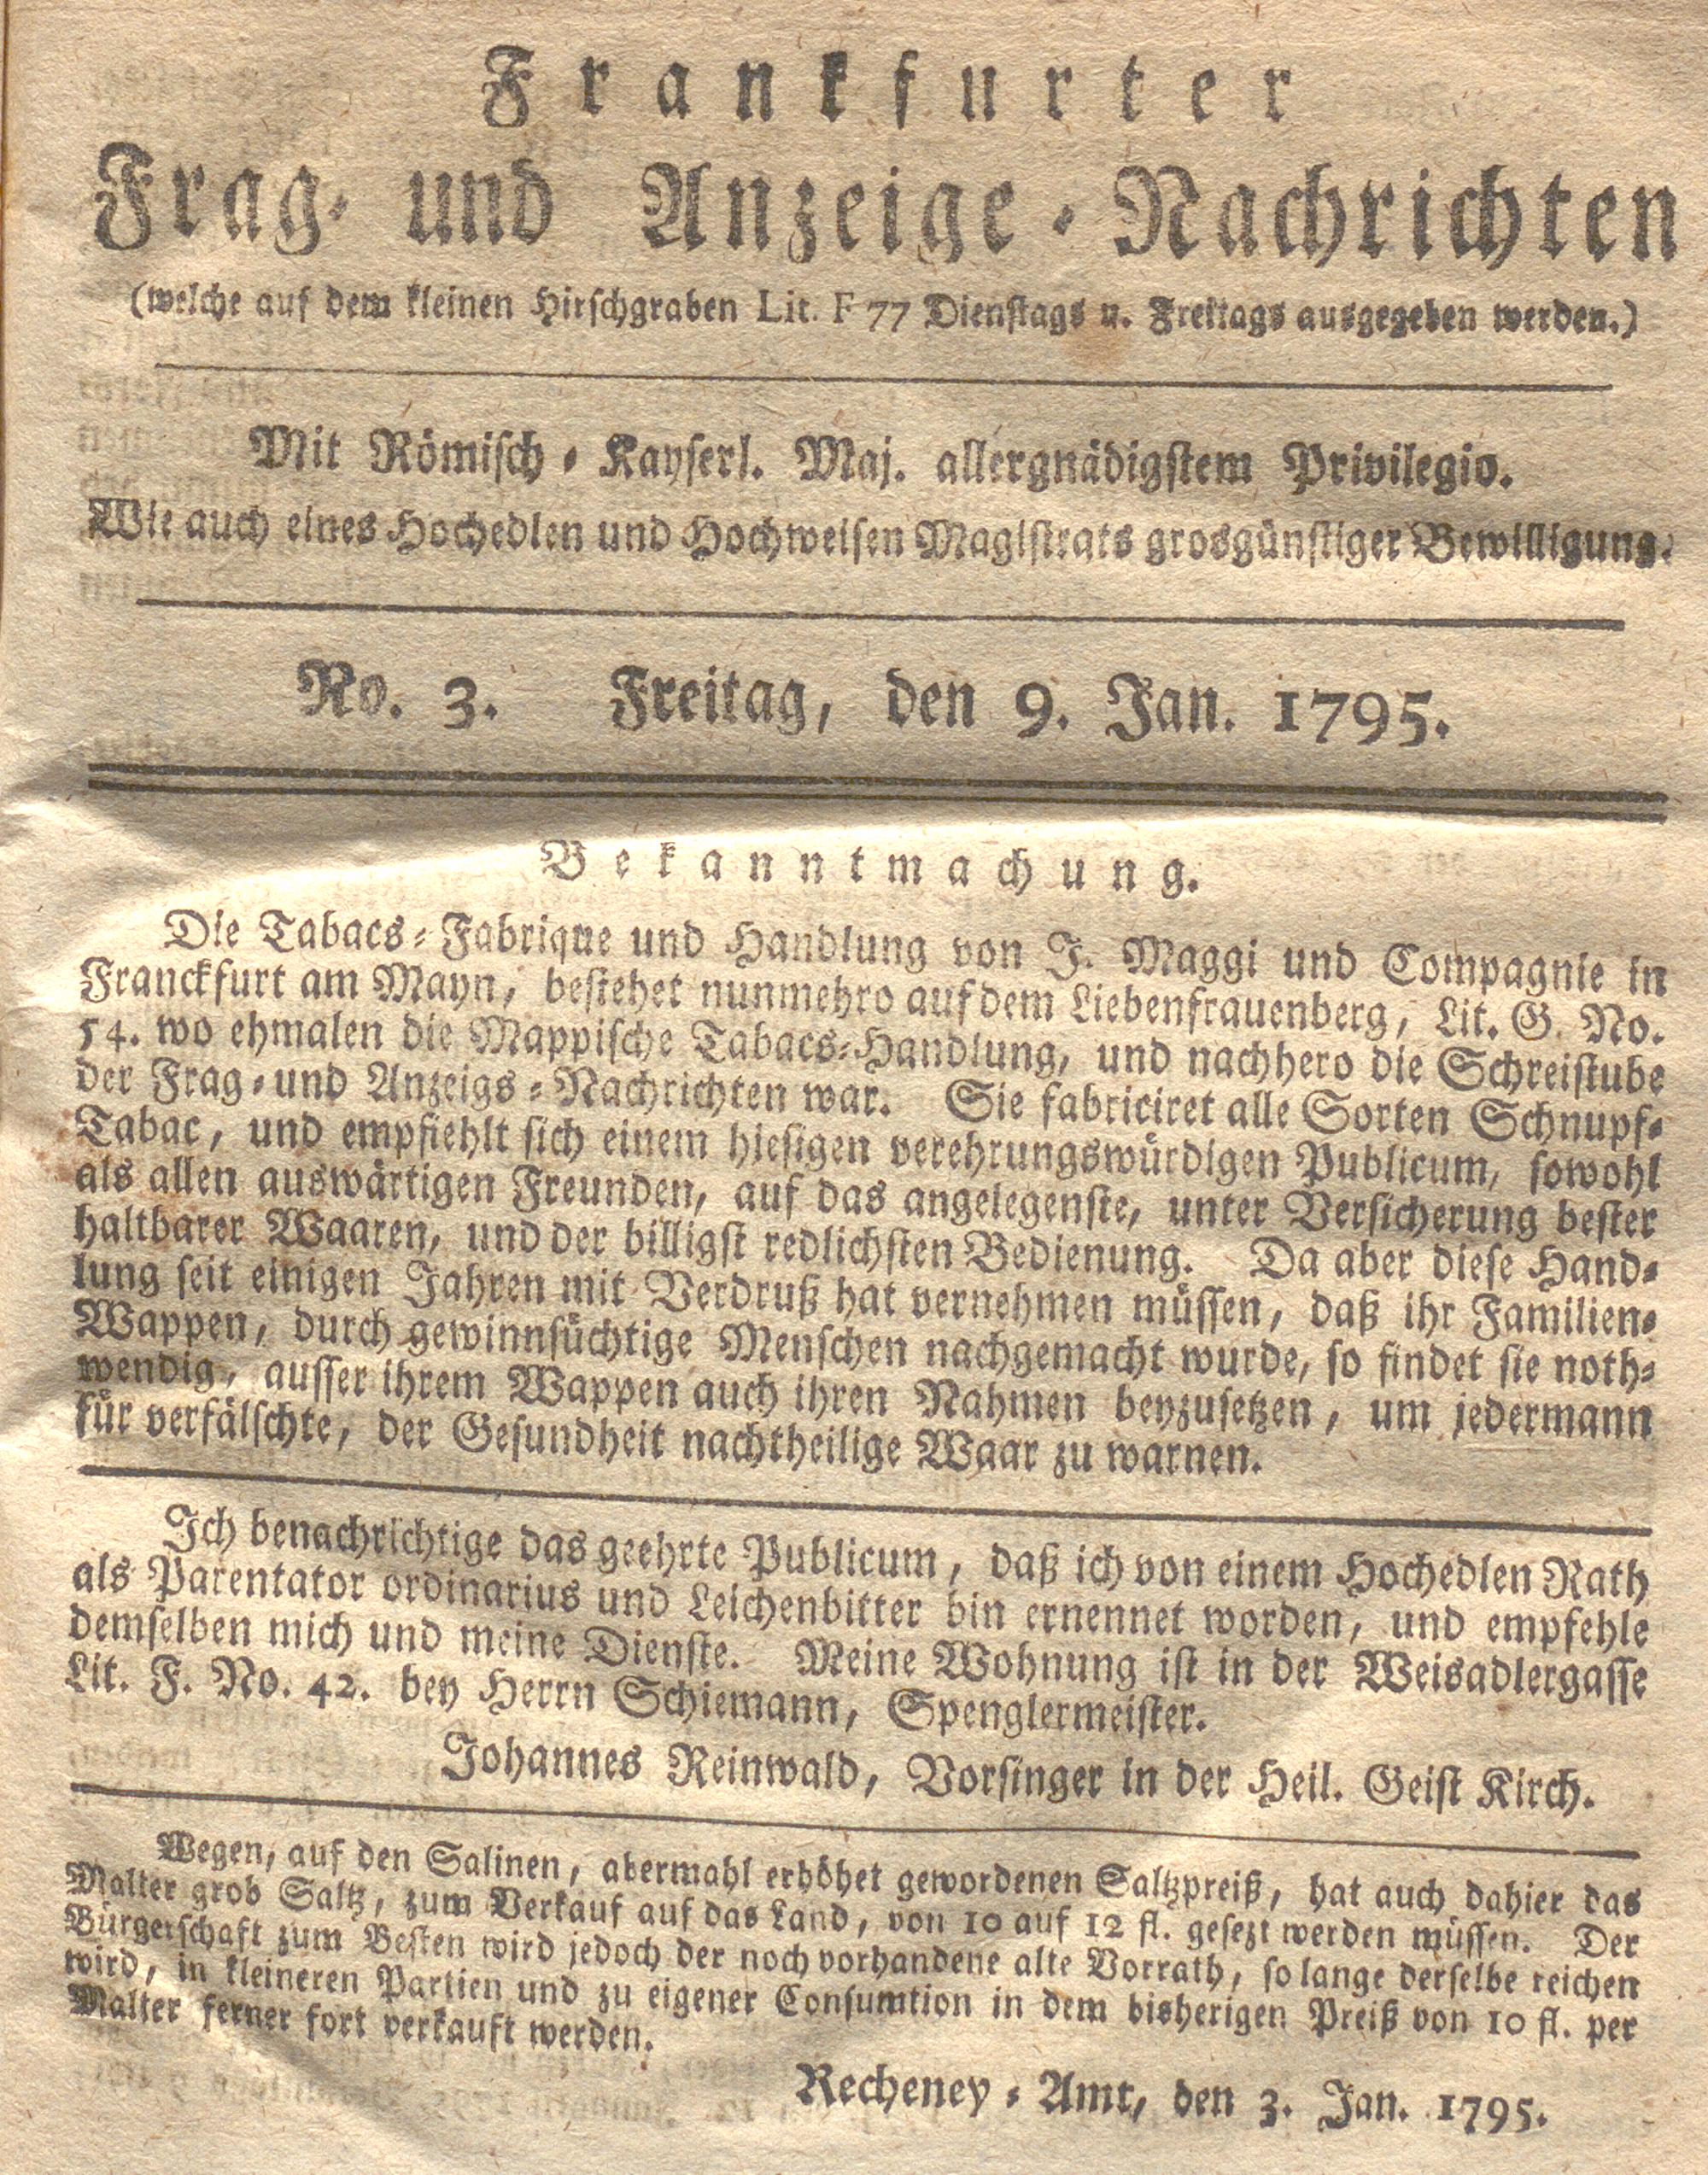 Frankfurter
Frag- und Anzeige-Nachrichten
(welche auf dem kleinen Hirschgraben Lit. F 77 Dienstags u. Freitags ausgegeben werden.)
Mit Römisch-Kayserl. Maj. allergnädigstem Privilegio.
Wie auch eines Hochedlen und Hochweisen Magistrats grosgünstiger Bewilligung.
No. 3. Freitag, den 9. Jan. 1795.
Bekanntmachung.
Die Tabacs-Fabrique und Handlung von J. Maggi und Compagnie in
Franckfurt am Mayn, bestehet nunmehro auf dem Liebenfrauenberg, Lit. G. No.
54. wo ehmalen die Mappische Tabacs-Handlung, und nachhero die Schreistube
der Frag-und Anzeigs-Nachrichten war. Sie fabriciret alle Sorten Schnupf-
Tabac, und empfiehlt sich einem hiesigen verehrungswürdigen Publicum, sowohl
als allen auswärtigen Freunden, auf das angelegenste, unter Versicherung bester
haltbarer Waaren, und der billigst redlichsten Bedienung. Da aber diese Hand-
lung seit einigen Jahren mit Verdruß hat vernehmen müssen, daß ihr Familien-
Wappen, durch gewinnsüchtige Menschen nachgemacht wurde, so findet sie noth-
wendig, ausser ihrem Wappen auch ihren Nahmen beyzusetzen, um jedermann
für verfälschte, der Gesundheit nachtheilige Waar zu warnen.
Ich benachrichtige das geehrte Publicum, daß ich von einem Hochedlen Rath
als Parentator ordinarius und Leichenbitter bin ernennet worden, und empfehle
demselben mich und meine Dienste. Meine Wohnung ist in der Weisadlergasse
Lit. F. No. 42. bey Herrn Schiemann, Spenglermeister.
Johannes Reinwald, Vorsinger in der Heil. Geist Kirch.
Wegen, auf den Salinen, abermahl erhöhet gewordenen Saltzpreiß, hat auch dahier das
Malter grob Saltz, zum Verkauf auf das Land, von 10 auf 12 fl. gesezt werden müssen. Der
Bürgerschaft zum Besten wird jedoch der noch vorhandene alte Vorrath, so lange derselbe reichen
wird, in kleineren Partien und zu eigener Consumtion in dem bisherigen Preiß von 10 fl. per
Malter ferner fort verkauft werden.
Recheney-Amt, den 3. Jan. 1795.